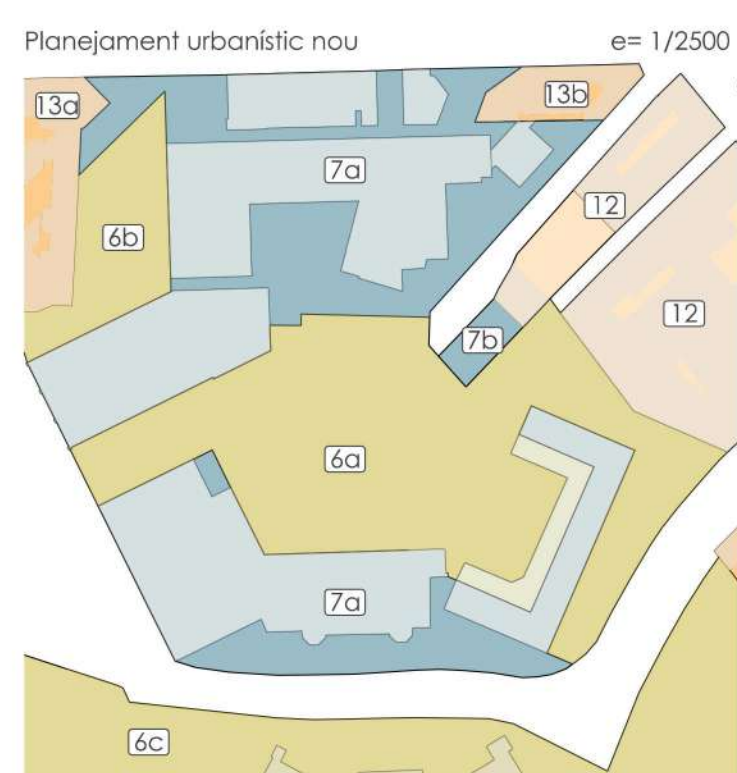 Planejament urbanístic nou
e= 1/2500
13a
13b
7a
12
6b
12
7b
6a
7a
6c